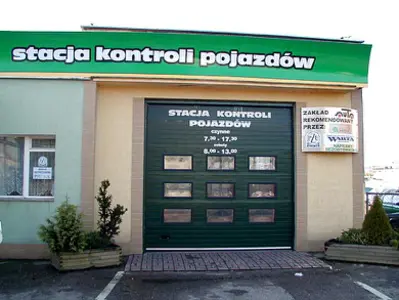 stacja kontroli pojazdów
STACJA KONTROLI
POJAZDÓW
czynne
7,30 - 17,30
soboty
8,00 - 13,00
ZAKŁAD
REKOMENDOWANY
PRZEZ:
WARTA